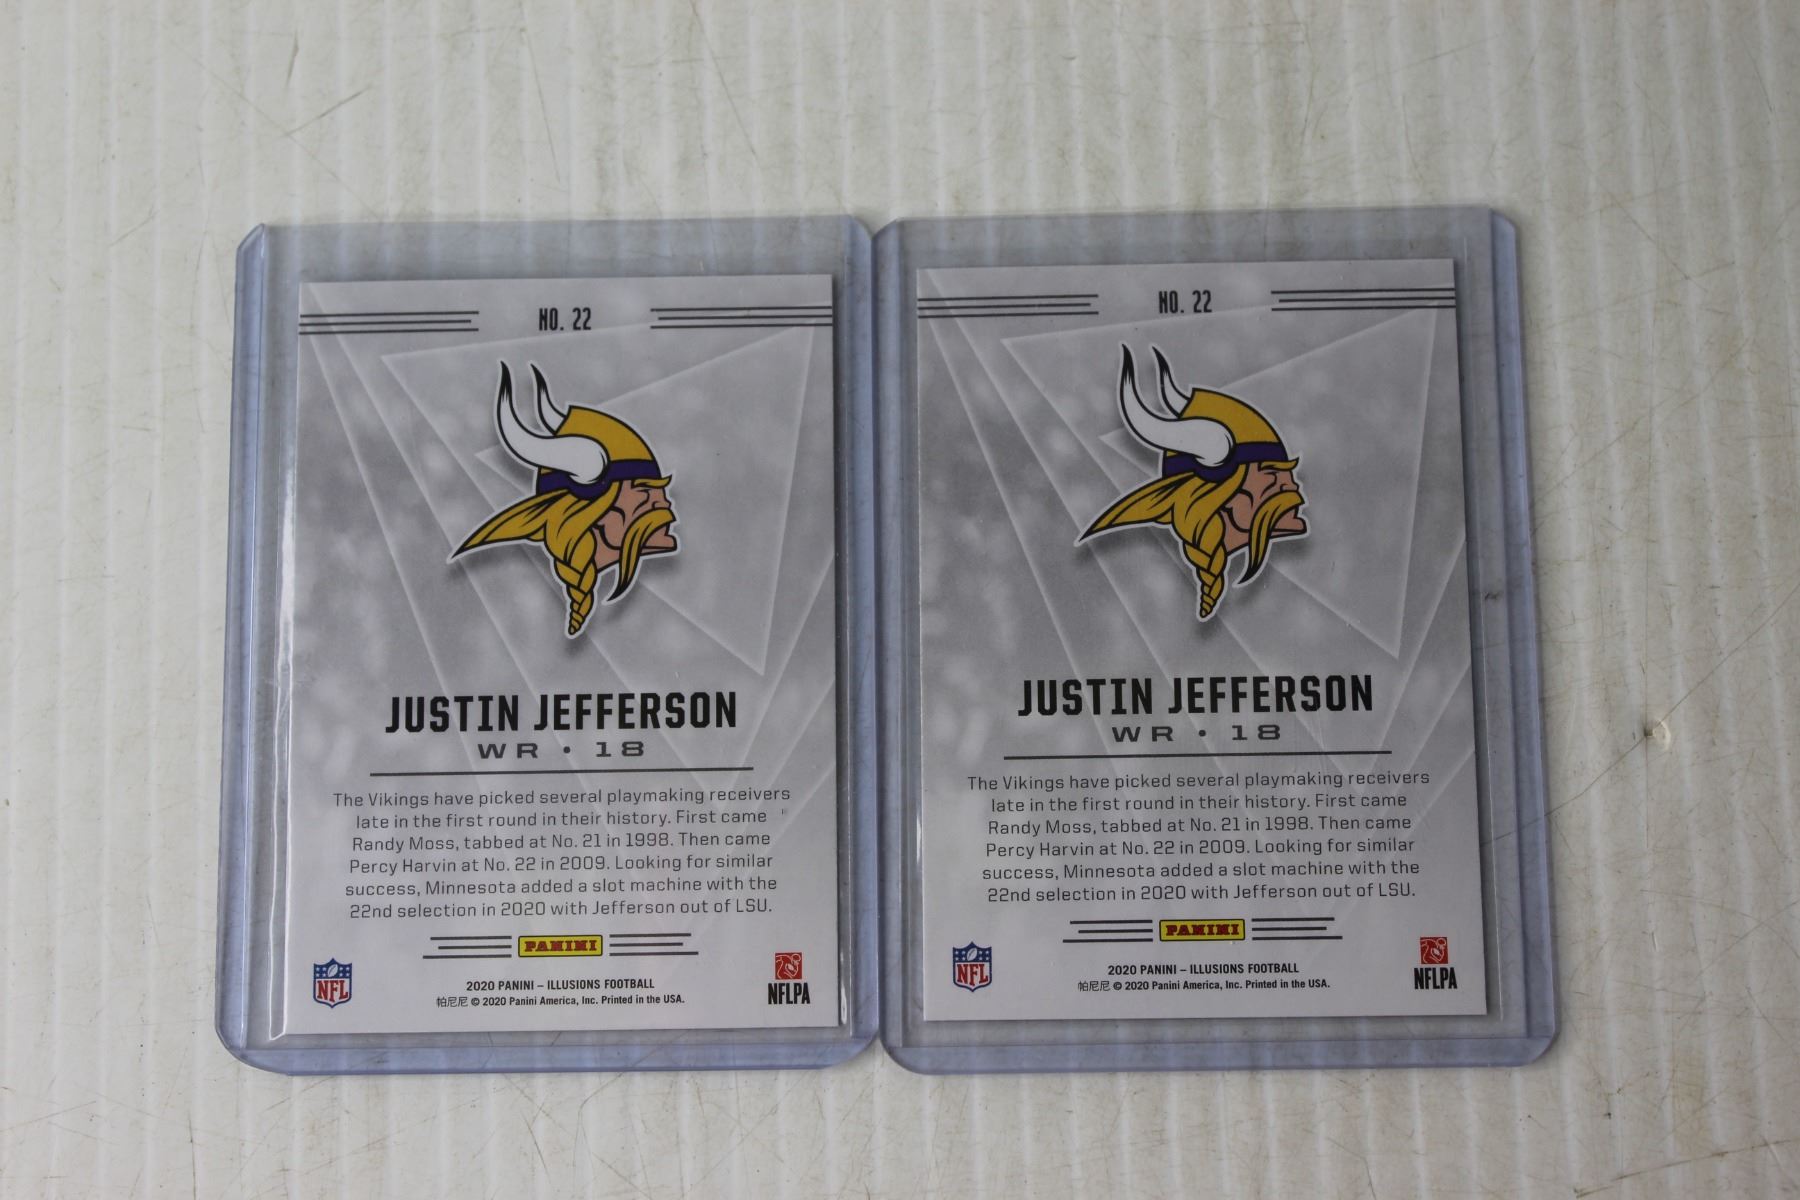 NO. 22
JUSTIN JEFFERSON
WR • 18
The Vikings have picked several playmaking receivers
late in the first round in their history. First came
Randy Moss, tabbed at No. 21 in 1998. Then came
Percy Harvin at No. 22 in 2009. Looking for similar
success, Minnesota added a slot machine with the
22nd selection in 2020 with Jefferson out of LSU.
PANINI
NFL
2020 PANINI – ILLUSIONS FOOTBALL
帕尼尼 © 2020 Panini America, Inc. Printed in the USA.
NFLPA
NO. 22
JUSTIN JEFFERSON
WR • 18
The Vikings have picked several playmaking receivers
late in the first round in their history. First came
Randy Moss, tabbed at No. 21 in 1998. Then came
Percy Harvin at No. 22 in 2009. Looking for similar
success, Minnesota added a slot machine with the
22nd selection in 2020 with Jefferson out of LSU.
PANINI
NFL
2020 PANINI – ILLUSIONS FOOTBALL
帕尼尼 © 2020 Panini America, Inc. Printed in the USA.
NFLPA